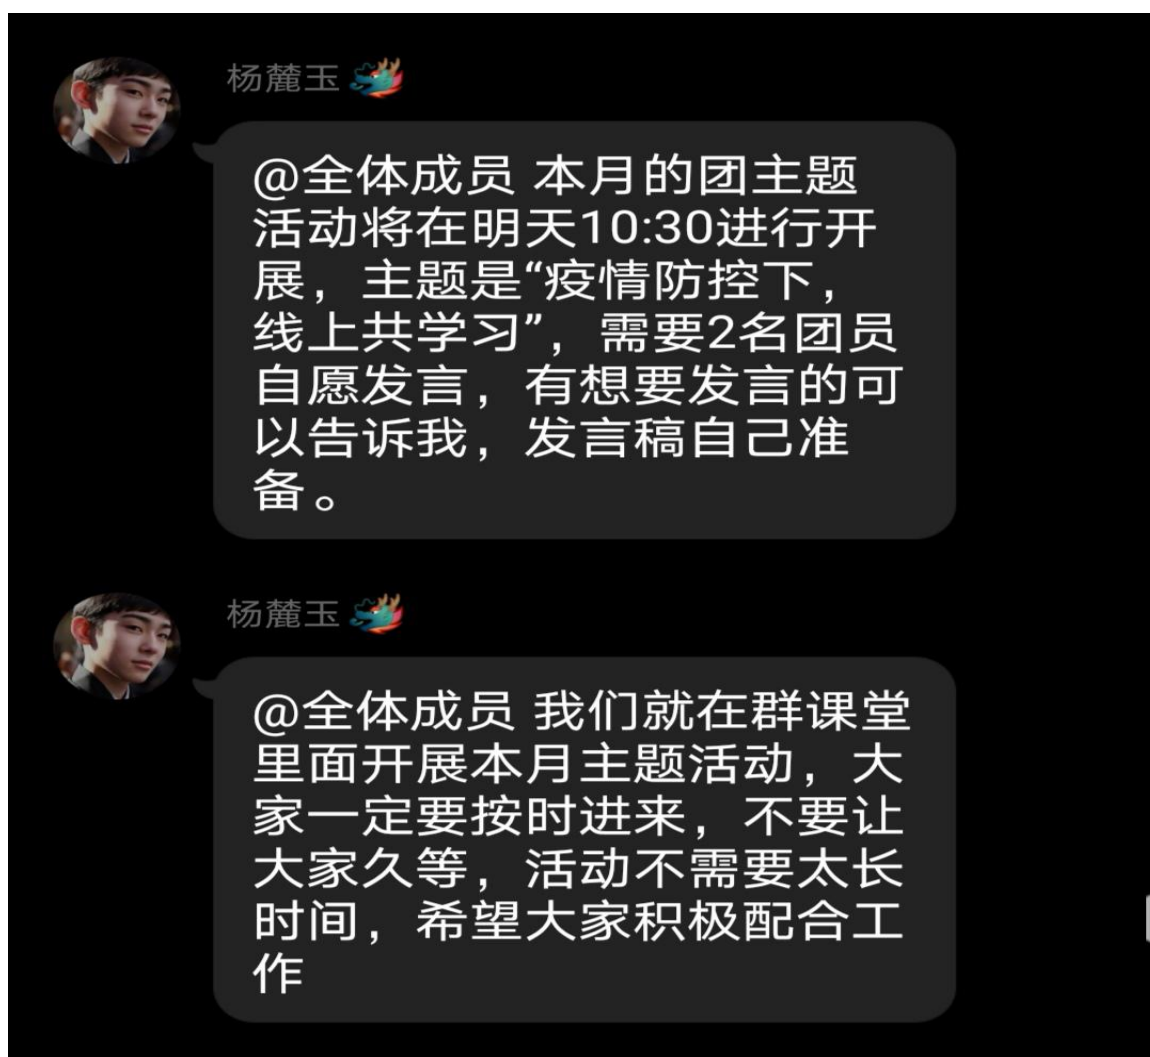 杨麓玉
@全体成员 本月的团主题
活动将在明天10:30进行开
展，主题是“疫情防控下，
线上共学习”，需要2名团员
自愿发言，有想要发言的可
以告诉我，发言稿自己准
备。
杨麓玉
@全体成员 我们就在群课堂
里面开展本月主题活动，大
家一定要按时进来，不要让
大家久等，活动不需要太长
时间，希望大家积极配合工
作